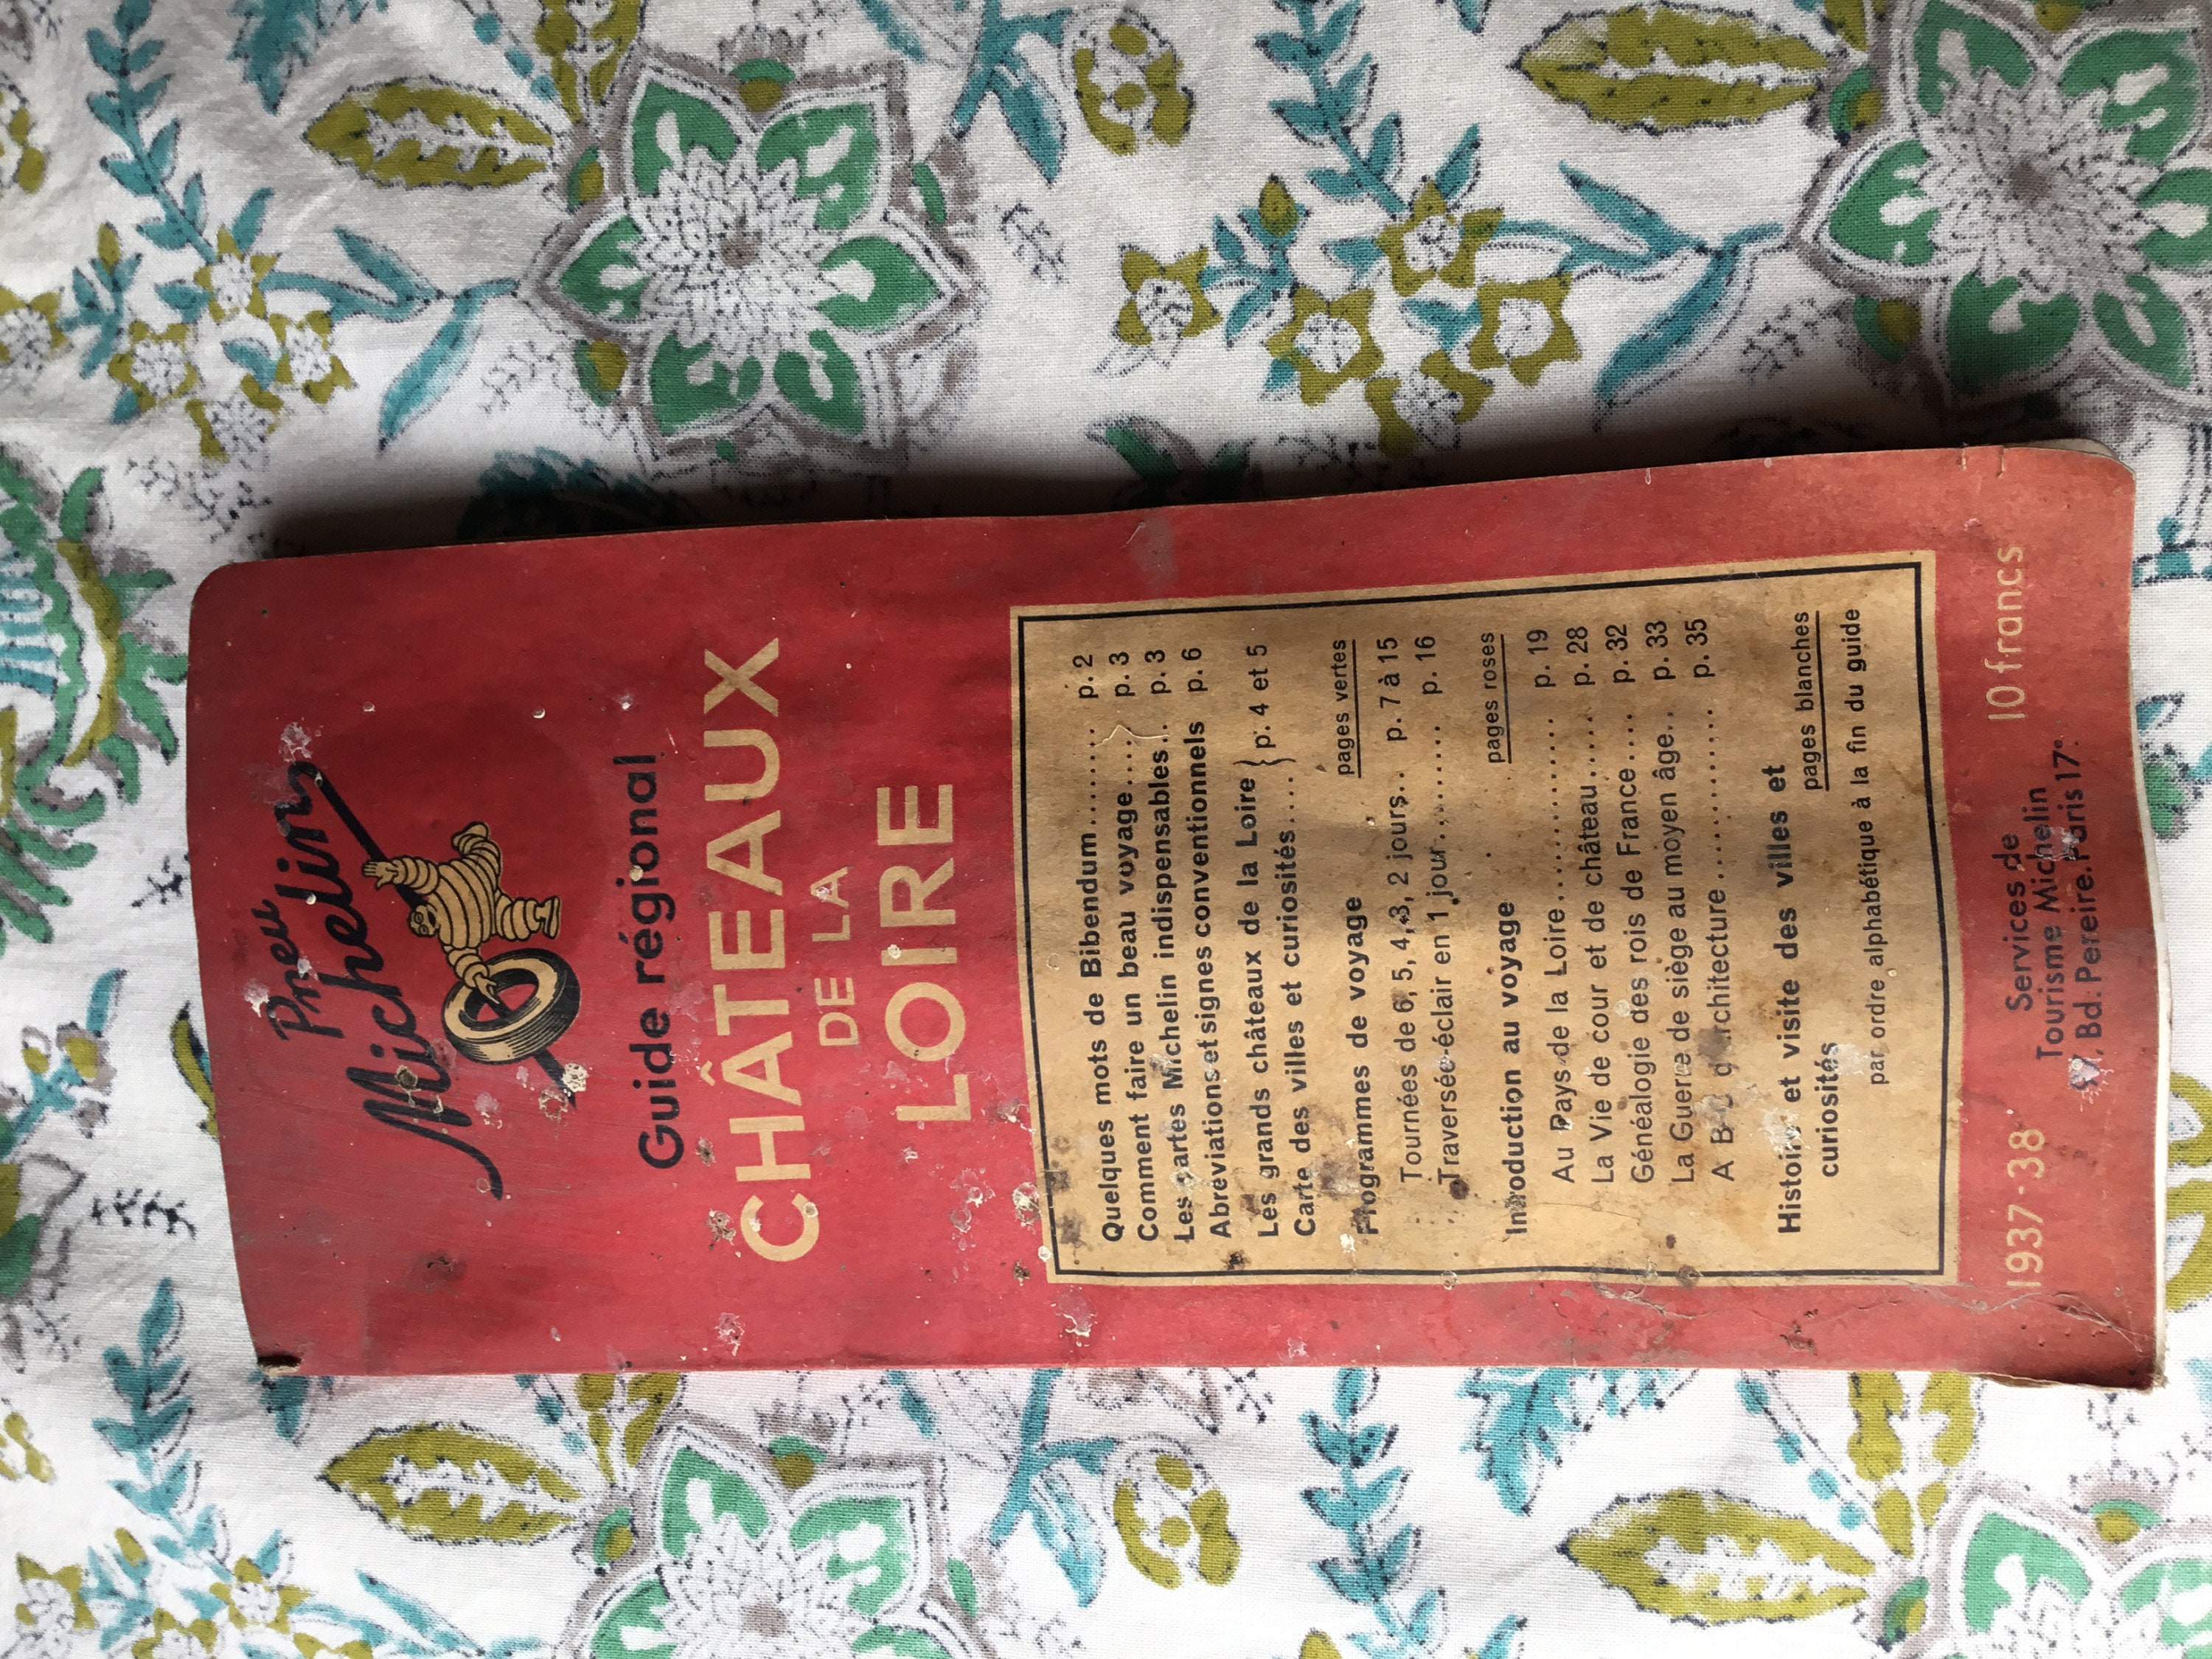 Pneu
Michelin
Guide régional
CHÂTEAUX
DE LA
LOIRE
Quelques mots de Bibendum........ p. 2
Comment faire un beau voyage..... p. 3
Les cartes Michelin indispensables.. p. 3
Abréviations et signes conventionnels p. 6
Les grands châteaux de la Loire } p. 4 et 5
Carte des villes et curiosités.....
pages vertes
Programmes de voyage
Tournées de 6, 5, 4, 3, 2 jours.. p. 7 à 15
Traversée-éclair en 1 jour......... p. 16
pages roses
Introduction au voyage
Au Pays de la Loire............... p. 19
La Vie de cour et de château...... p. 28
Généalogie des rois de France.... p. 32
La Guerre de siège au moyen âge.. p. 33
A B C d'architecture............. p. 35
pages blanches
Histoire et visite des villes et
curiosités
par ordre alphabétique à la fin du guide
1937-38
Services de
Tourisme Michelin
Bd. Pereire. Paris 17e.
10 francs